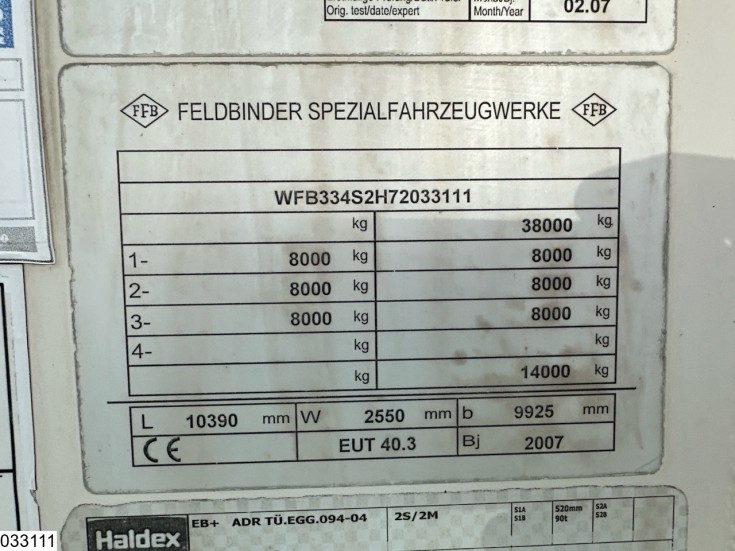 Orig. test/date/expert Month/Year 02.07
FFB FELDBINDER SPEZIALFAHRZEUGWERKE FFB
WFB334S2H72033111
kg 38000 kg
1- 8000 kg 8000 kg
2- 8000 kg 8000 kg
3- 8000 kg 8000 kg
4- kg kg
kg 14000 kg
L 10390 mm W 2550 mm b 9925 mm
CE EUT 40.3 Bj 2007
Haldex EB+ ADR TÜ.EGG.094-04 2S/2M S1A S1B 520mm 90t S2A S2B
033111